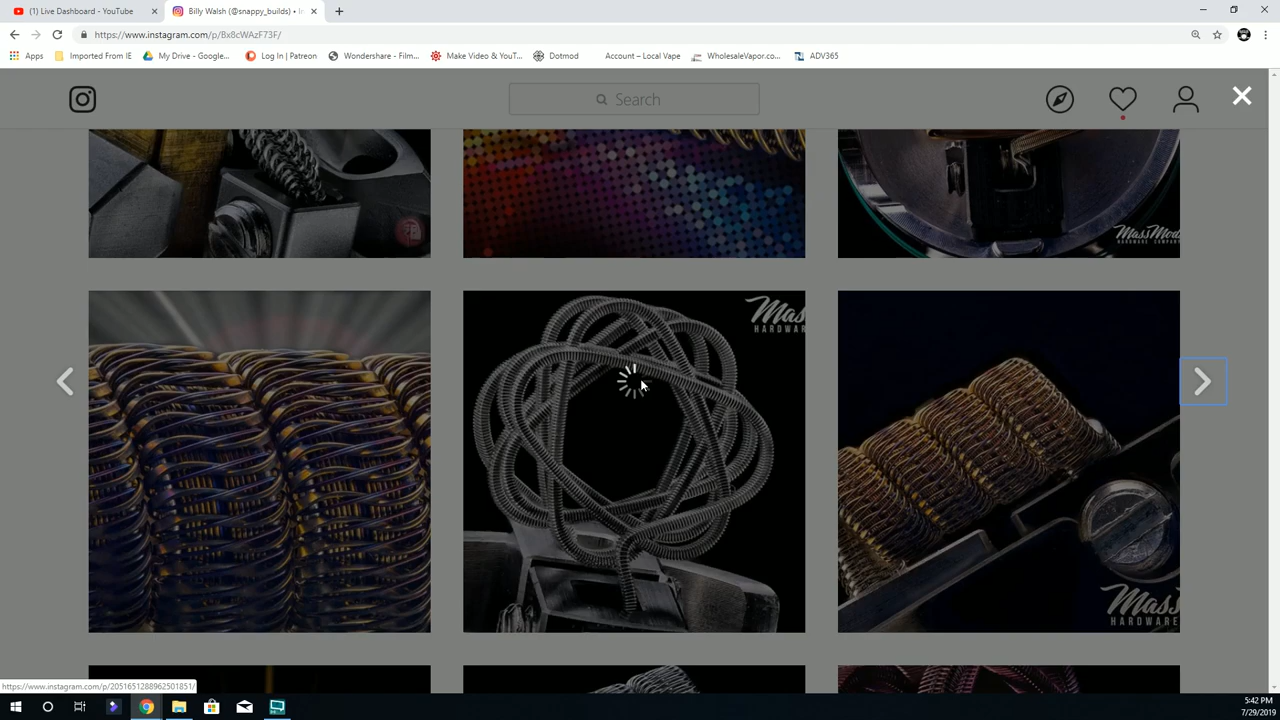 (1) Live Dashboard - YouTube
Billy Walsh (@snappy_builds) • In
https://www.instagram.com/p/Bx8cWAzF73F/
Apps
Imported From IE
My Drive - Google...
Log In | Patreon
Wondershare - Film...
Make Video & YouT...
Dotmod
Account – Local Vape
WholesaleVapor.co...
ADV365
Search
MassMod
HARDWARE COMPANY
Mas
HARDWAR
Mass
HARDWARE
https://www.instagram.com/p/2051651288962501851/
5:42 PM
7/29/2019